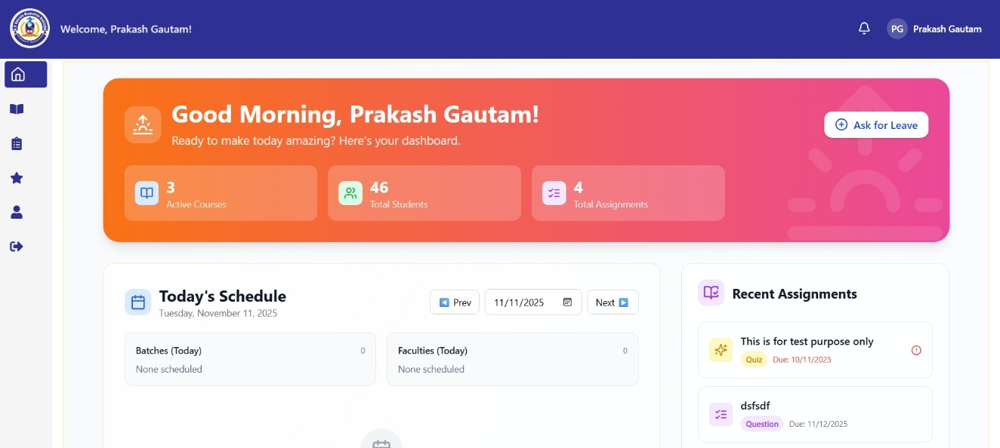 Welcome, Prakash Gautam!
PG
Prakash Gautam
Good Morning, Prakash Gautam!
Ready to make today amazing? Here's your dashboard.
Ask for Leave
3
Active Courses
46
Total Students
4
Total Assignments
Today's Schedule
Tuesday, November 11, 2025
Prev
11/11/2025
Next
Batches (Today)
0
None scheduled
Faculties (Today)
0
None scheduled
Recent Assignments
This is for test purpose only
Quiz
Due: 10/11/2025
dsfsdf
Question
Due: 11/12/2025